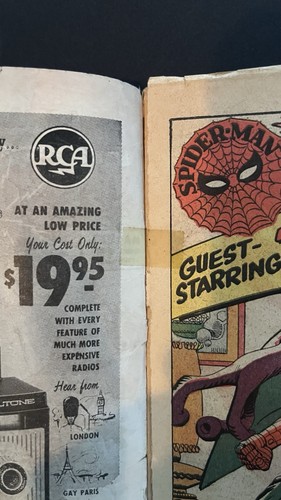 RCA
AT AN AMAZING
LOW PRICE
Your Cost Only:
$19.95
COMPLETE
WITH EVERY
FEATURE OF
MUCH MORE
EXPENSIVE
RADIOS
Hear from
LONDON
GAY PARIS
SPIDER-MAN
GUEST-
STARRING